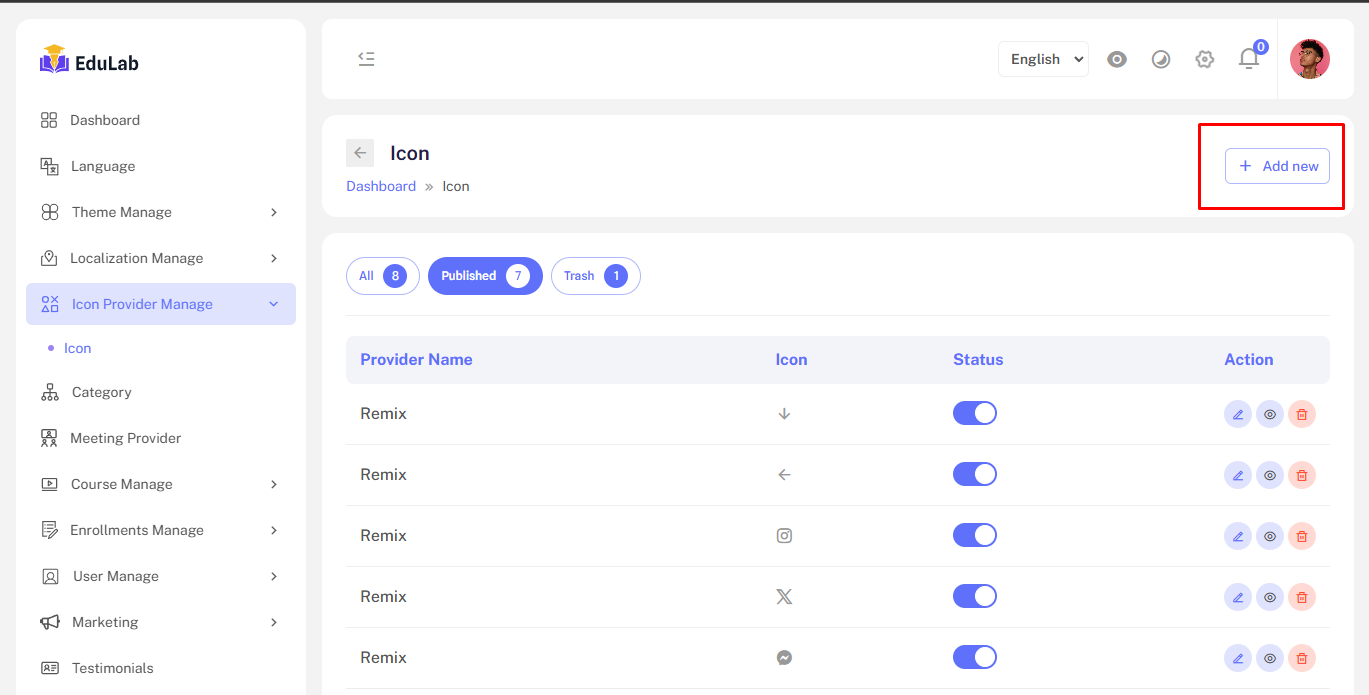 EduLab
Dashboard
Language
Theme Manage
Localization Manage
Icon Provider Manage
Icon
Category
Meeting Provider
Course Manage
Enrollments Manage
User Manage
Marketing
Testimonials
English
0
Icon
Dashboard » Icon
+ Add new
All 8
Published 7
Trash 1
Provider Name Icon Status Action
Remix
Remix
Remix
Remix
Remix